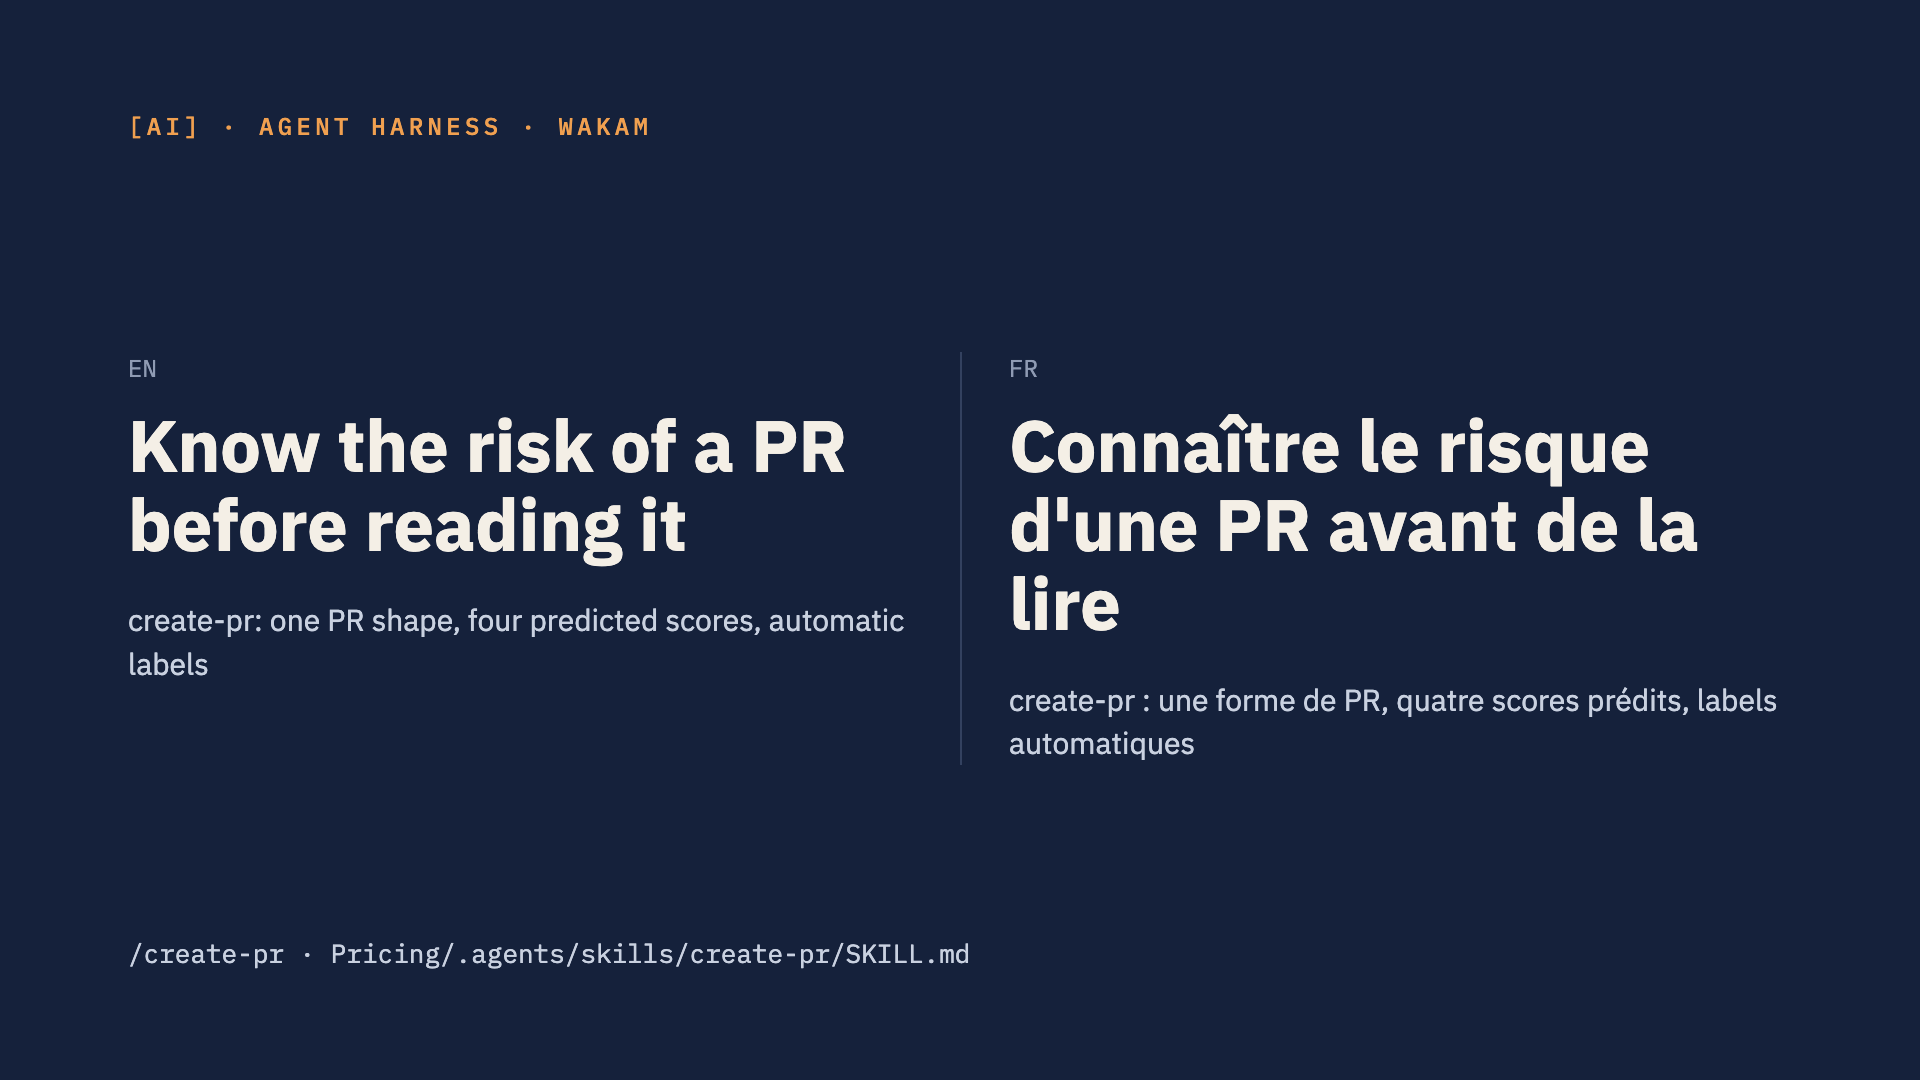 [AI] · AGENT HARNESS · WAKAM
EN
Know the risk of a PR
before reading it
create-pr: one PR shape, four predicted scores, automatic
labels
FR
Connaître le risque
d'une PR avant de la
lire
create-pr : une forme de PR, quatre scores prédits, labels
automatiques
/create-pr · Pricing/.agents/skills/create-pr/SKILL.md